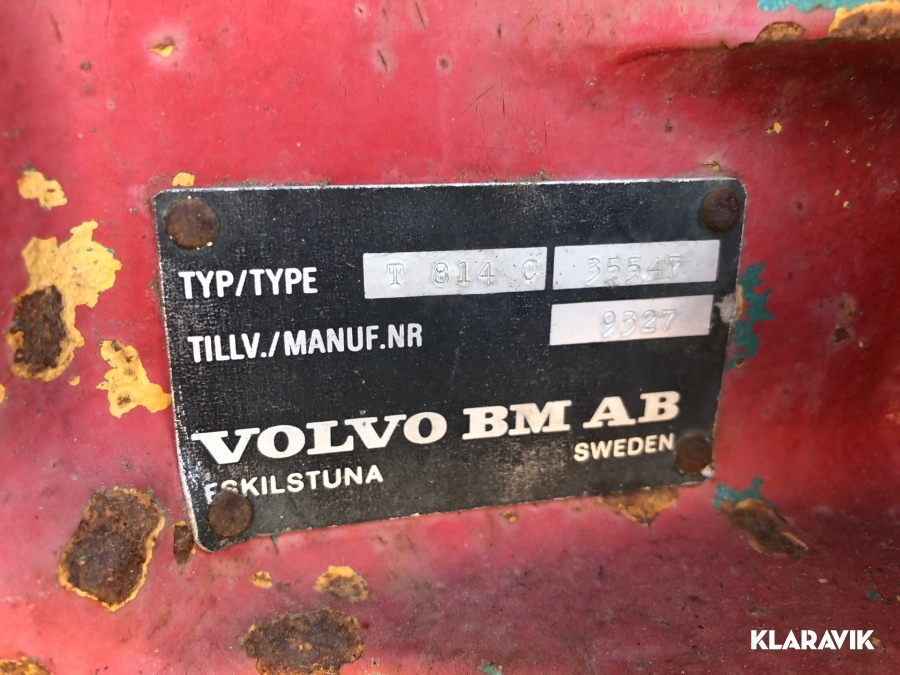 TYP/TYPE T 814 C 35547
TILLV./MANUF.NR 9327
VOLVO BM AB
ESKILSTUNA SWEDEN
KLARAVIK